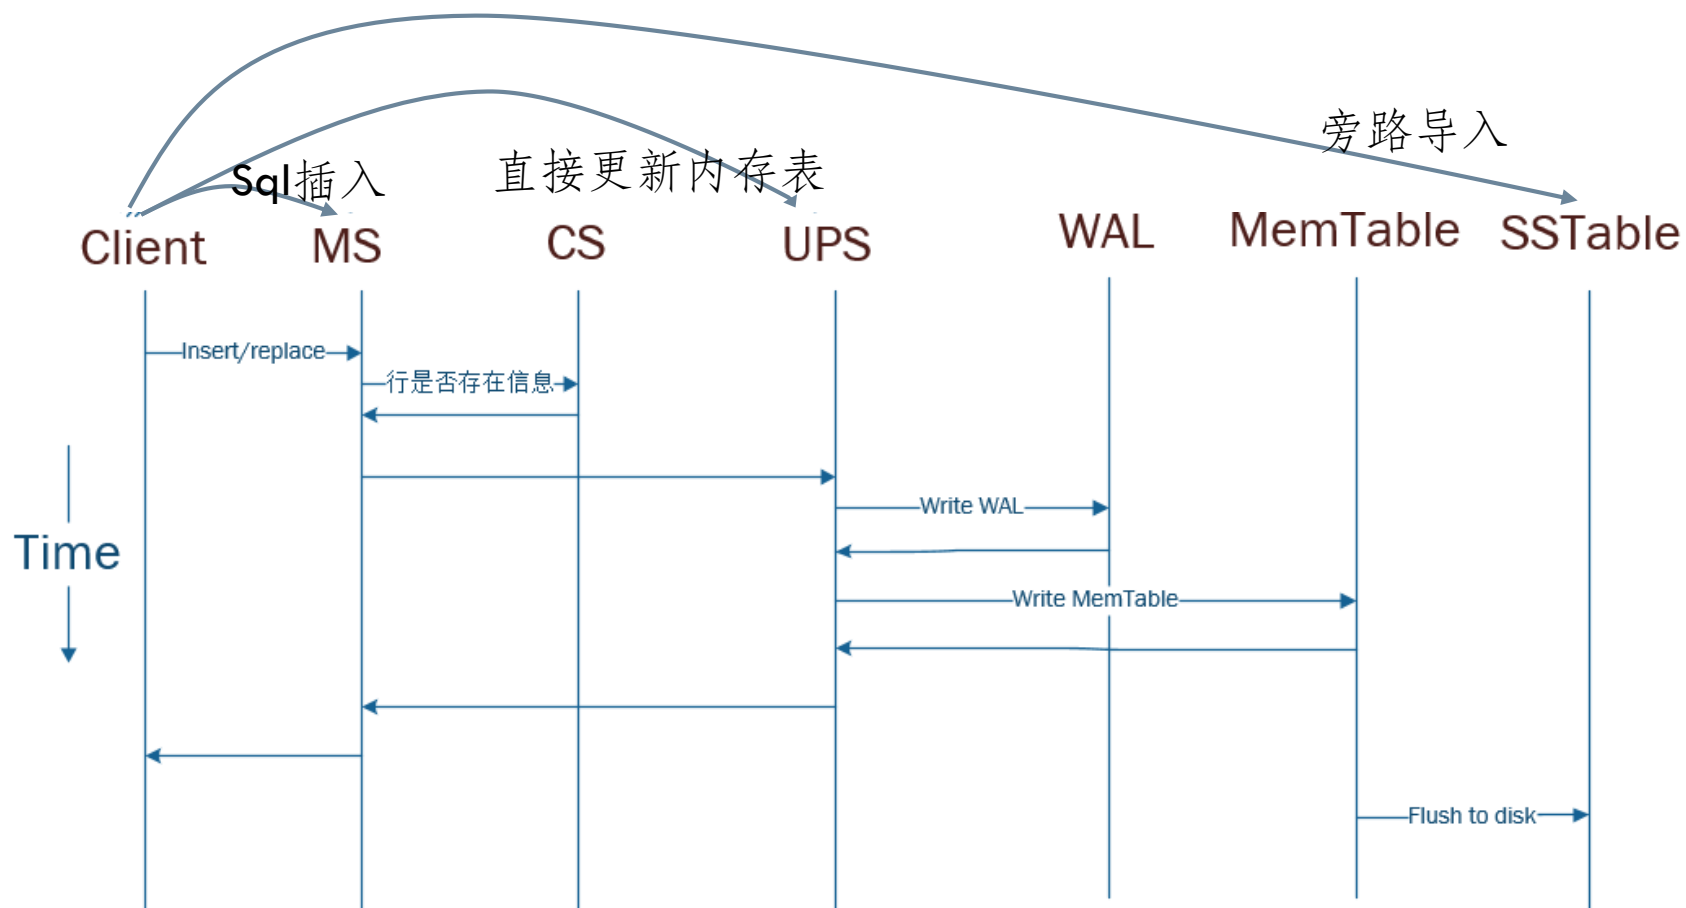 旁路导入
直接更新内存表
Sql插入
Client MS CS UPS WAL MemTable SSTable
Insert/replace
行是否存在信息
Write WAL
Time
Write MemTable
Flush to disk